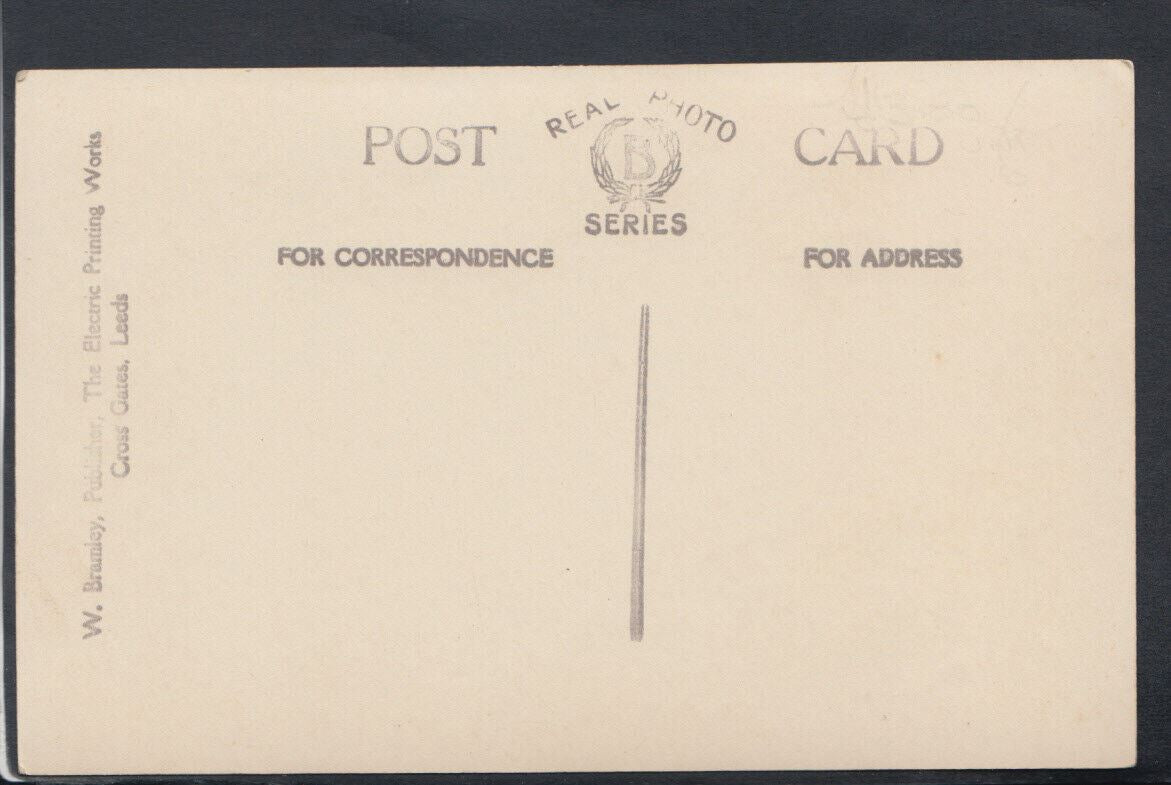 POST CARD
REAL PHOTO
B
SERIES
FOR CORRESPONDENCE
FOR ADDRESS
W. Bramley, Publisher, The Electric Printing Works
Cross Gates, Leeds